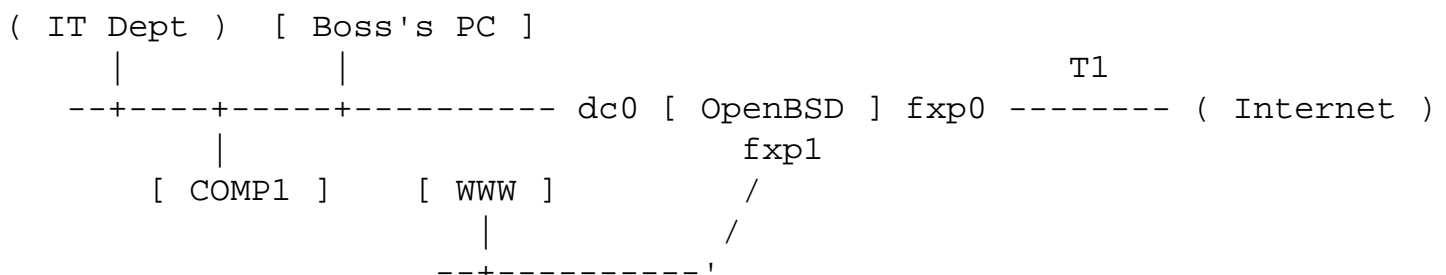 ( IT Dept )  [ Boss's PC ]
T1
--+----+-----+---------- dc0 [ OpenBSD ] fxp0 -------- ( Internet )
fxp1
[ COMP1 ]    [ WWW ]
--+----------'